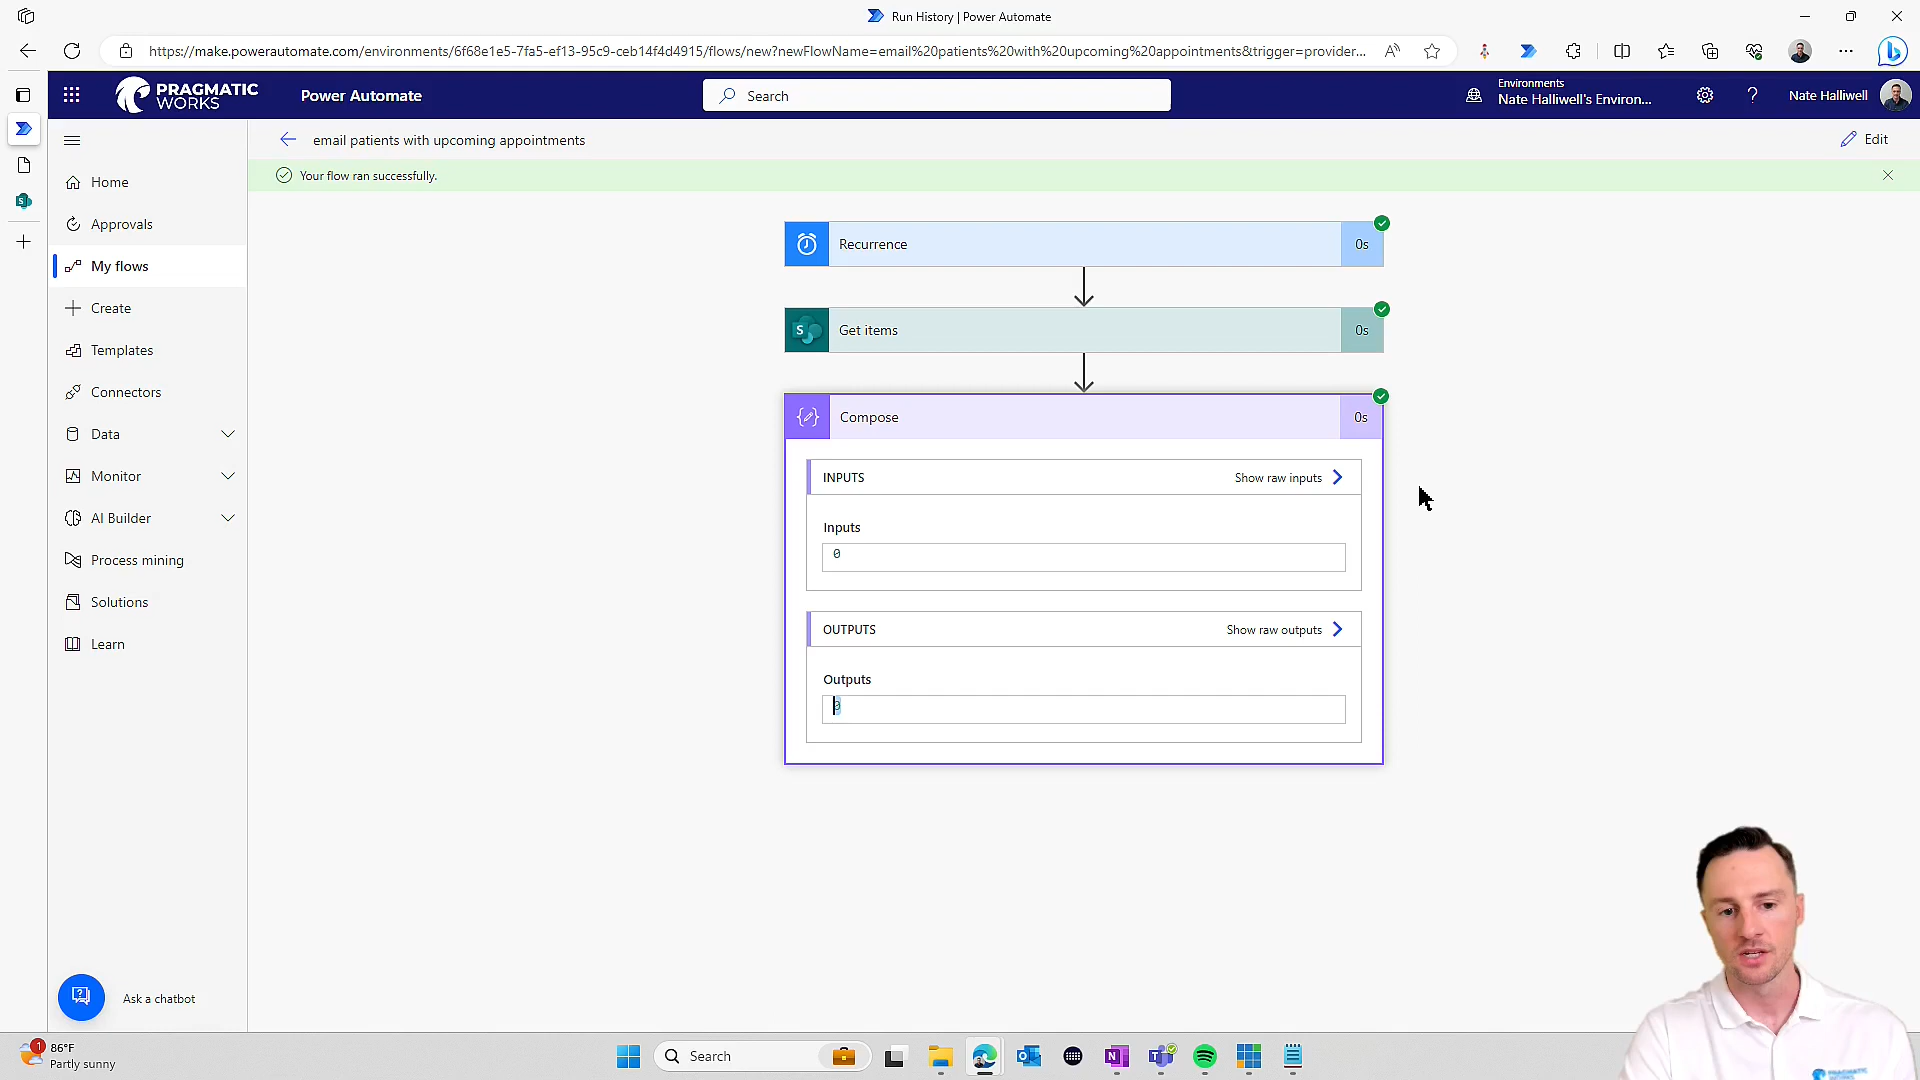 Run History | Power Automate
https://make.powerautomate.com/environments/6f68e1e5-7fa5-ef13-95c9-ceb14f4d4915/flows/new?newFlowName=email%20patients%20with%20upcoming%20appointments&trigger=provider...
PRAGMATIC
WORKS
Power Automate
Search
Environments
Nate Halliwell's Environ...
Nate Halliwell
email patients with upcoming appointments
Edit
Your flow ran successfully.
Home
Approvals
My flows
Create
Templates
Connectors
Data
Monitor
AI Builder
Process mining
Solutions
Learn
Ask a chatbot
Recurrence
0s
Get items
0s
Compose
0s
INPUTS
Show raw inputs
Inputs
0
OUTPUTS
Show raw outputs
Outputs
0
PRAGMATIC
WORKS
1
86°F
Partly sunny
Search